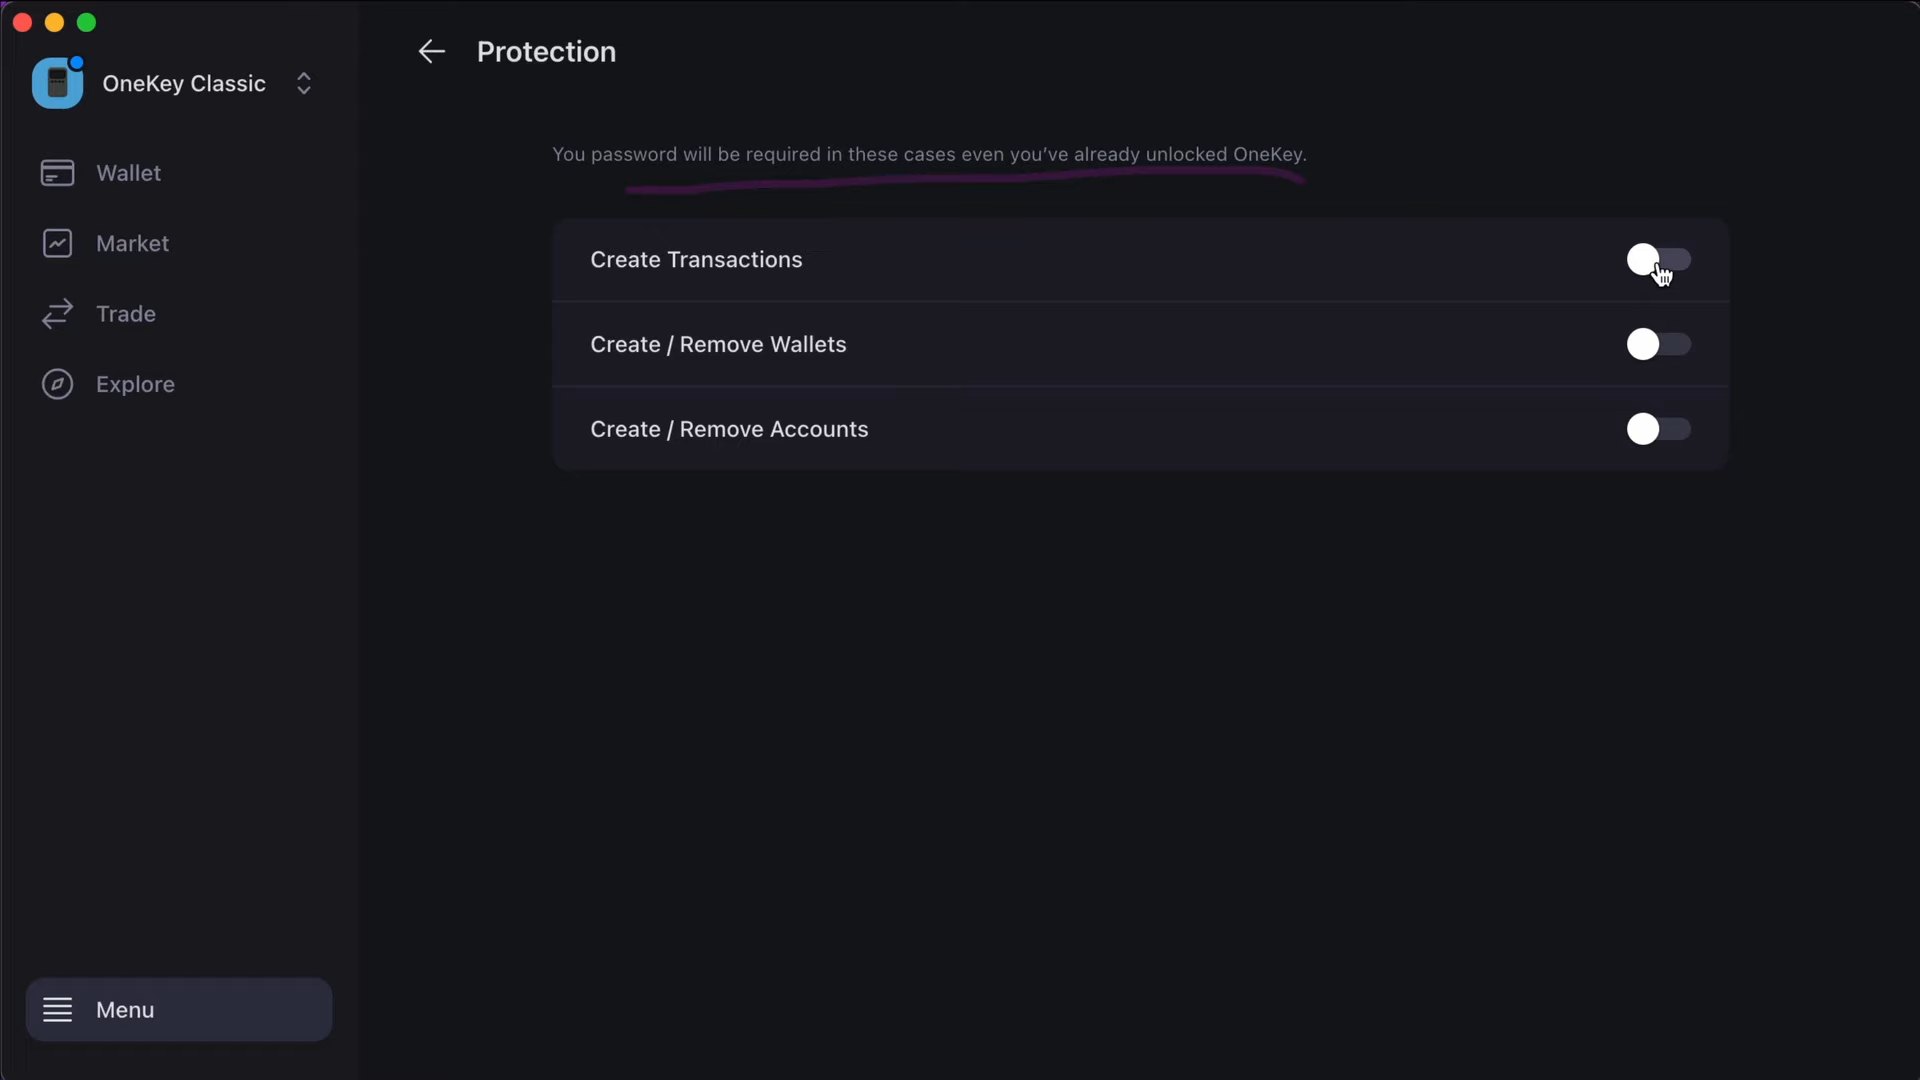 Protection
OneKey Classic
Wallet
Market
Trade
Explore
Menu
You password will be required in these cases even you've already unlocked OneKey.
Create Transactions
Create / Remove Wallets
Create / Remove Accounts